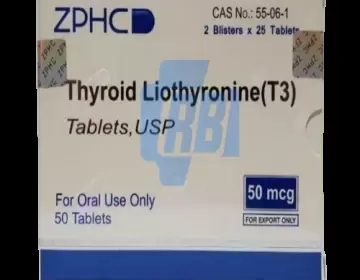 ZPHC
CAS No.: 55-06-1
2 Blisters x 25 Tablets
Thyroid Liothyronine(T3)
Tablets,USP
RB
For Oral Use Only
50 Tablets
50 mcg
FOR EXPORT ONLY